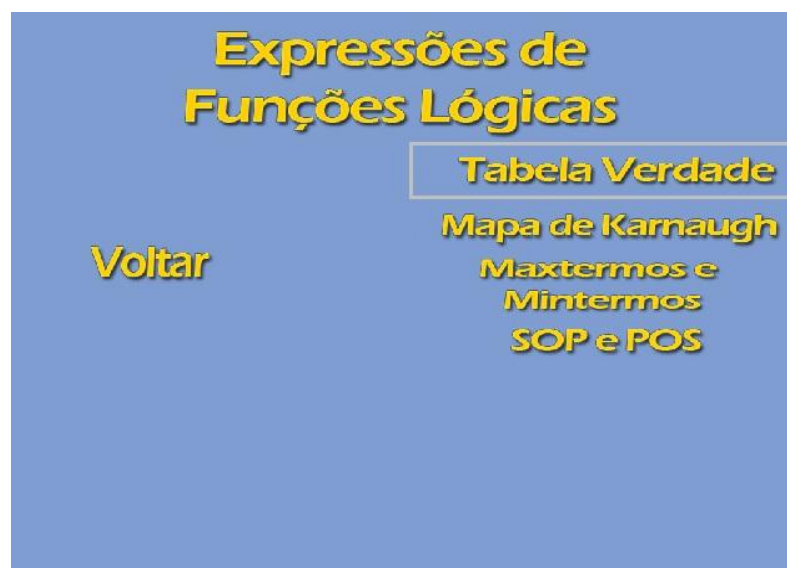 Expressões de
Funções Lógicas
Tabela Verdade
Mapa de Karnaugh
Voltar
Maxtermos e
Mintermos
SOP e POS